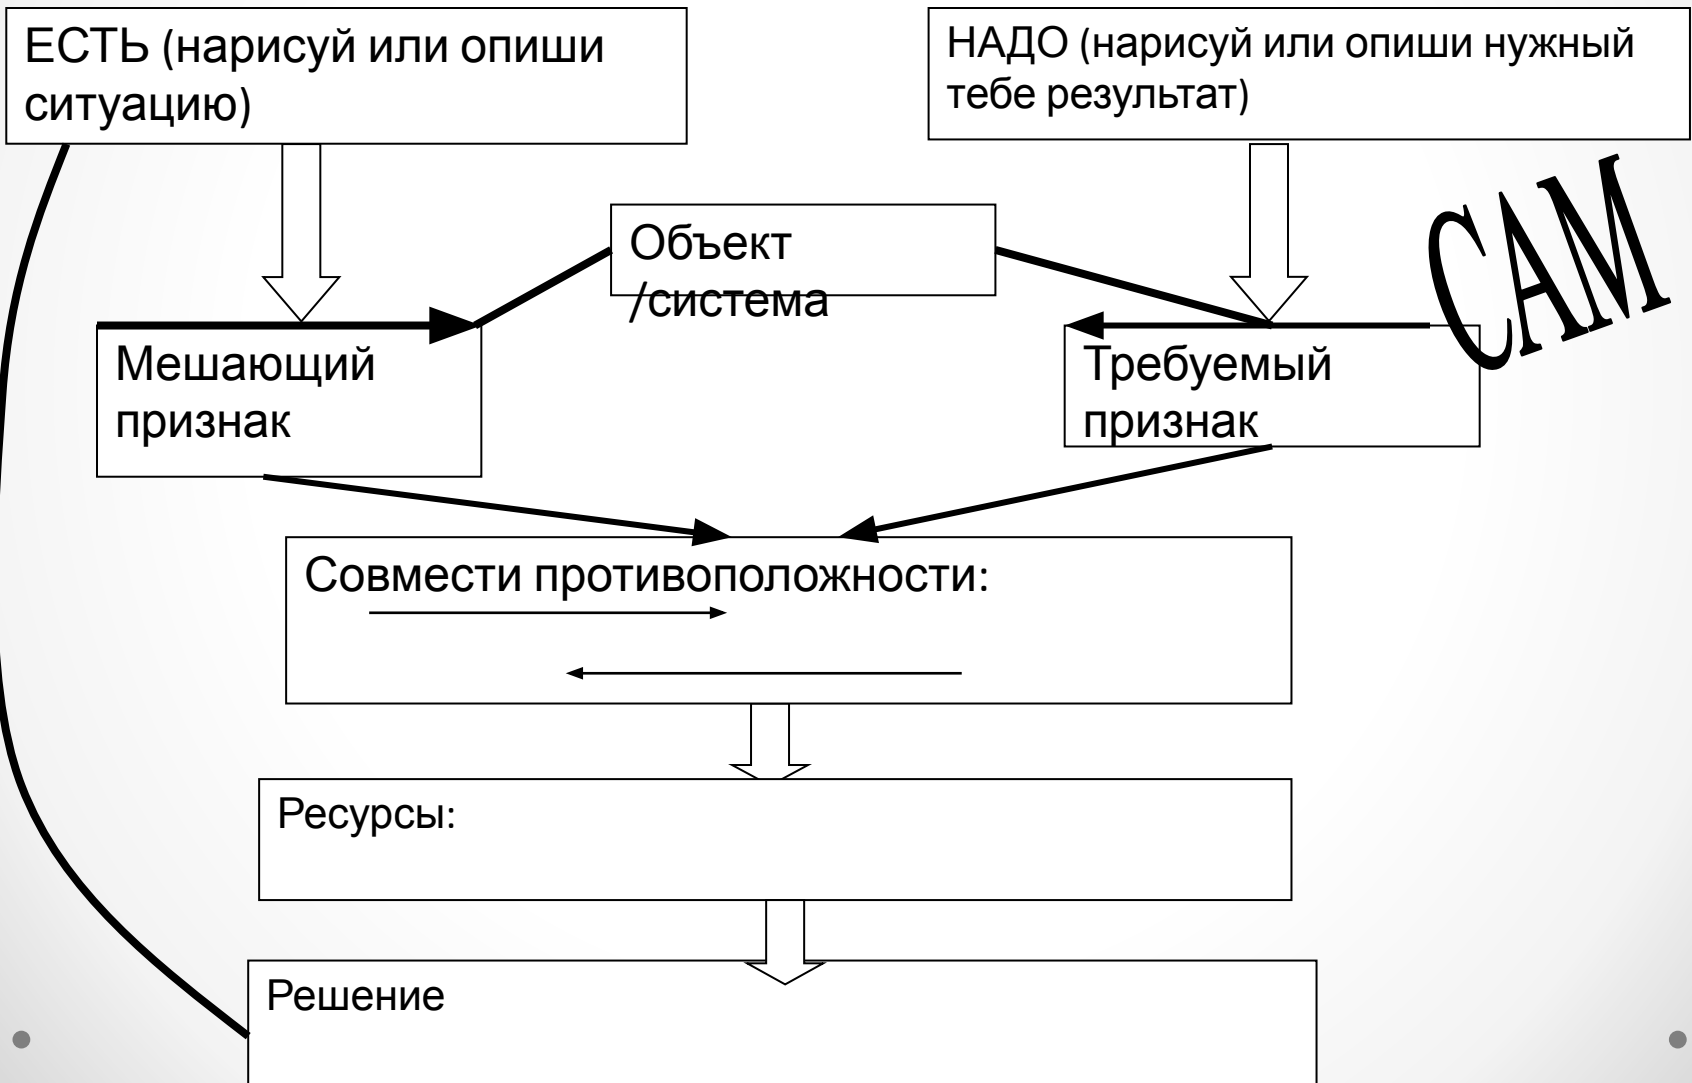 ЕСТЬ (нарисуй или опиши
ситуацию)
НАДО (нарисуй или опиши нужный
тебе результат)
САМ
Объект
/система
Мешающий
признак
Требуемый
признак
Совмести противоположности:
Ресурсы:
Решение